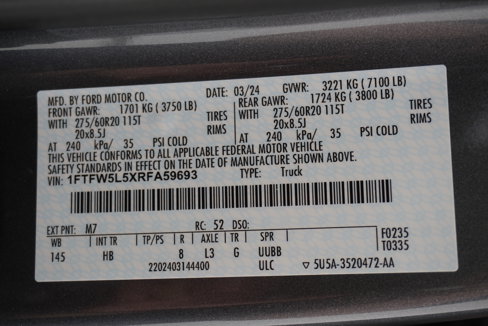 MFD. BY FORD MOTOR CO. DATE: 03/24 GVWR: 3221 KG ( 7100 LB)
FRONT GAWR: 1701 KG ( 3750 LB) REAR GAWR: 1724 KG ( 3800 LB)
WITH 275/60R20 115T TIRES WITH 275/60R20 115T TIRES
20x8.5J RIMS 20x8.5J RIMS
AT 240 kPa/ 35 PSI COLD AT 240 kPa/ 35 PSI COLD
THIS VEHICLE CONFORMS TO ALL APPLICABLE FEDERAL MOTOR VEHICLE
SAFETY STANDARDS IN EFFECT ON THE DATE OF MANUFACTURE SHOWN ABOVE.
VIN: 1FTFW5L5XRFA59693 TYPE: Truck
EXT PNT: M7 RC: 52 DSO: F0235
WB INT TR TP/PS R AXLE TR SPR T0335
145 HB 8 L3 G UUBB
2202403144400 ULC ▽ 5U5A-3520472-AA